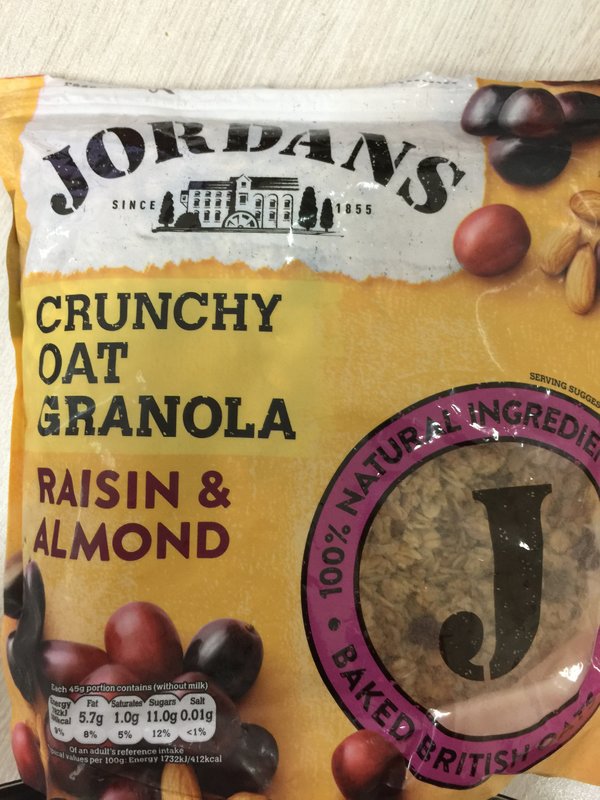 JORDANS
SINCE 1855
CRUNCHY
OAT
GRANOLA
RAISIN &
ALMOND
SERVING
100% NATURAL
J
BAKED BRITISH
Each 45g portion contains (without milk)
Fat Saturates Sugars Salt
5.7g 1.0g 11.0g 0.01g
8% 5% 12% <1%
Of an adult's reference intake
values per 100g: Energy 1732kJ/412kcal